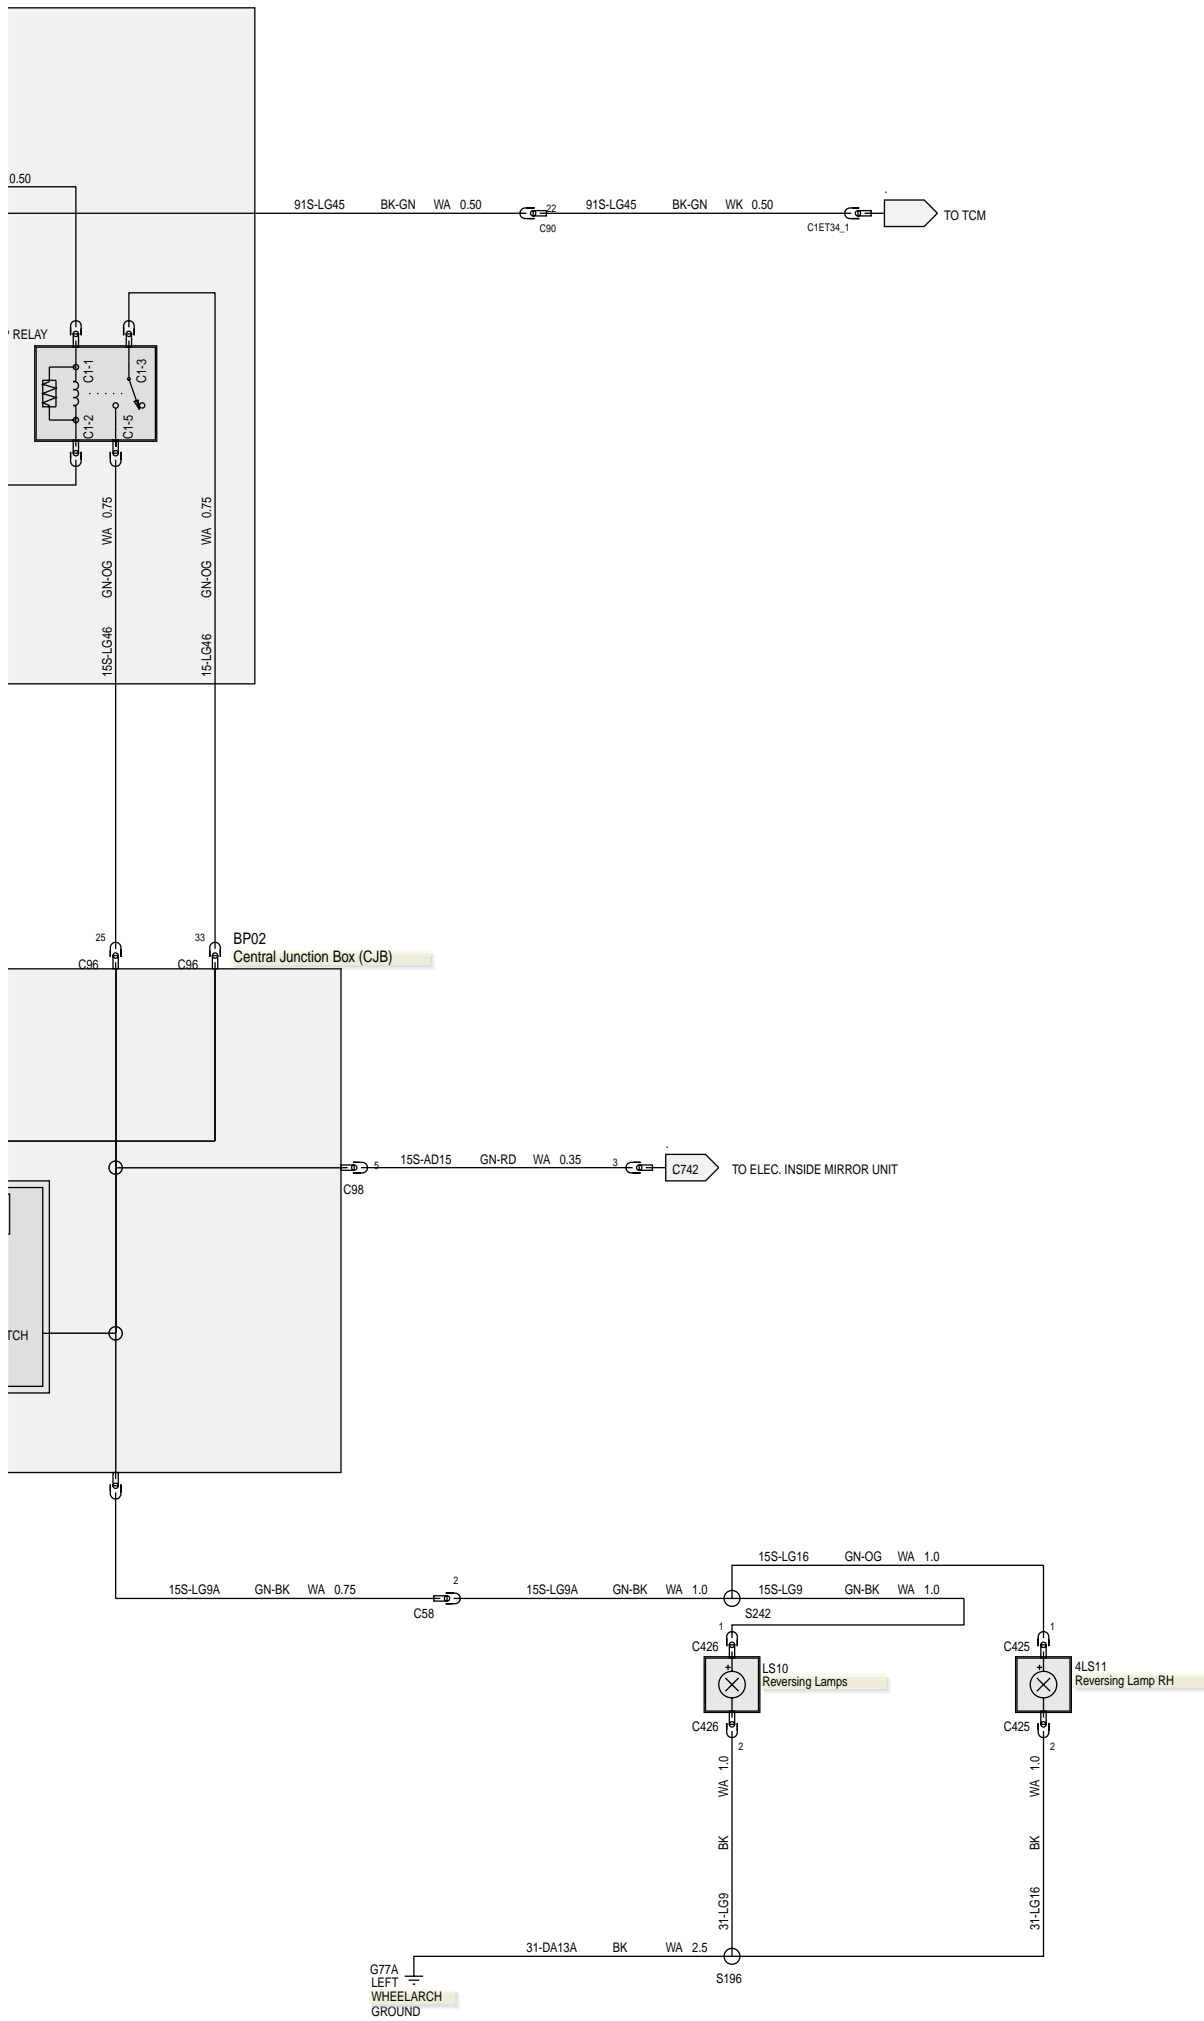 0.50
91S-LG45 BK-GN WA 0.50
22
C90
91S-LG45 BK-GN WK 0.50
C1ET34_1
TO TCM
RELAY
C1-1
C1-3
C1-2
C1-5
15S-LG46 GN-OG WA 0.75
15-LG46 GN-OG WA 0.75
25
33
BP02
Central Junction Box (CJB)
C96
C96
5
C98
15S-AD15 GN-RD WA 0.35
3
C742
TO ELEC. INSIDE MIRROR UNIT
TCH
15S-LG9A GN-BK WA 0.75
2
C58
15S-LG9A GN-BK WA 1.0
15S-LG16 GN-OG WA 1.0
15S-LG9 GN-BK WA 1.0
S242
1
C426
LS10
Reversing Lamps
C426
2
1
C425
4LS11
Reversing Lamp RH
C425
2
31-LG9 BK WA 1.0
31-LG16 BK WA 1.0
31-DA13A BK WA 2.5
S196
G77A
LEFT
WHEELARCH
GROUND